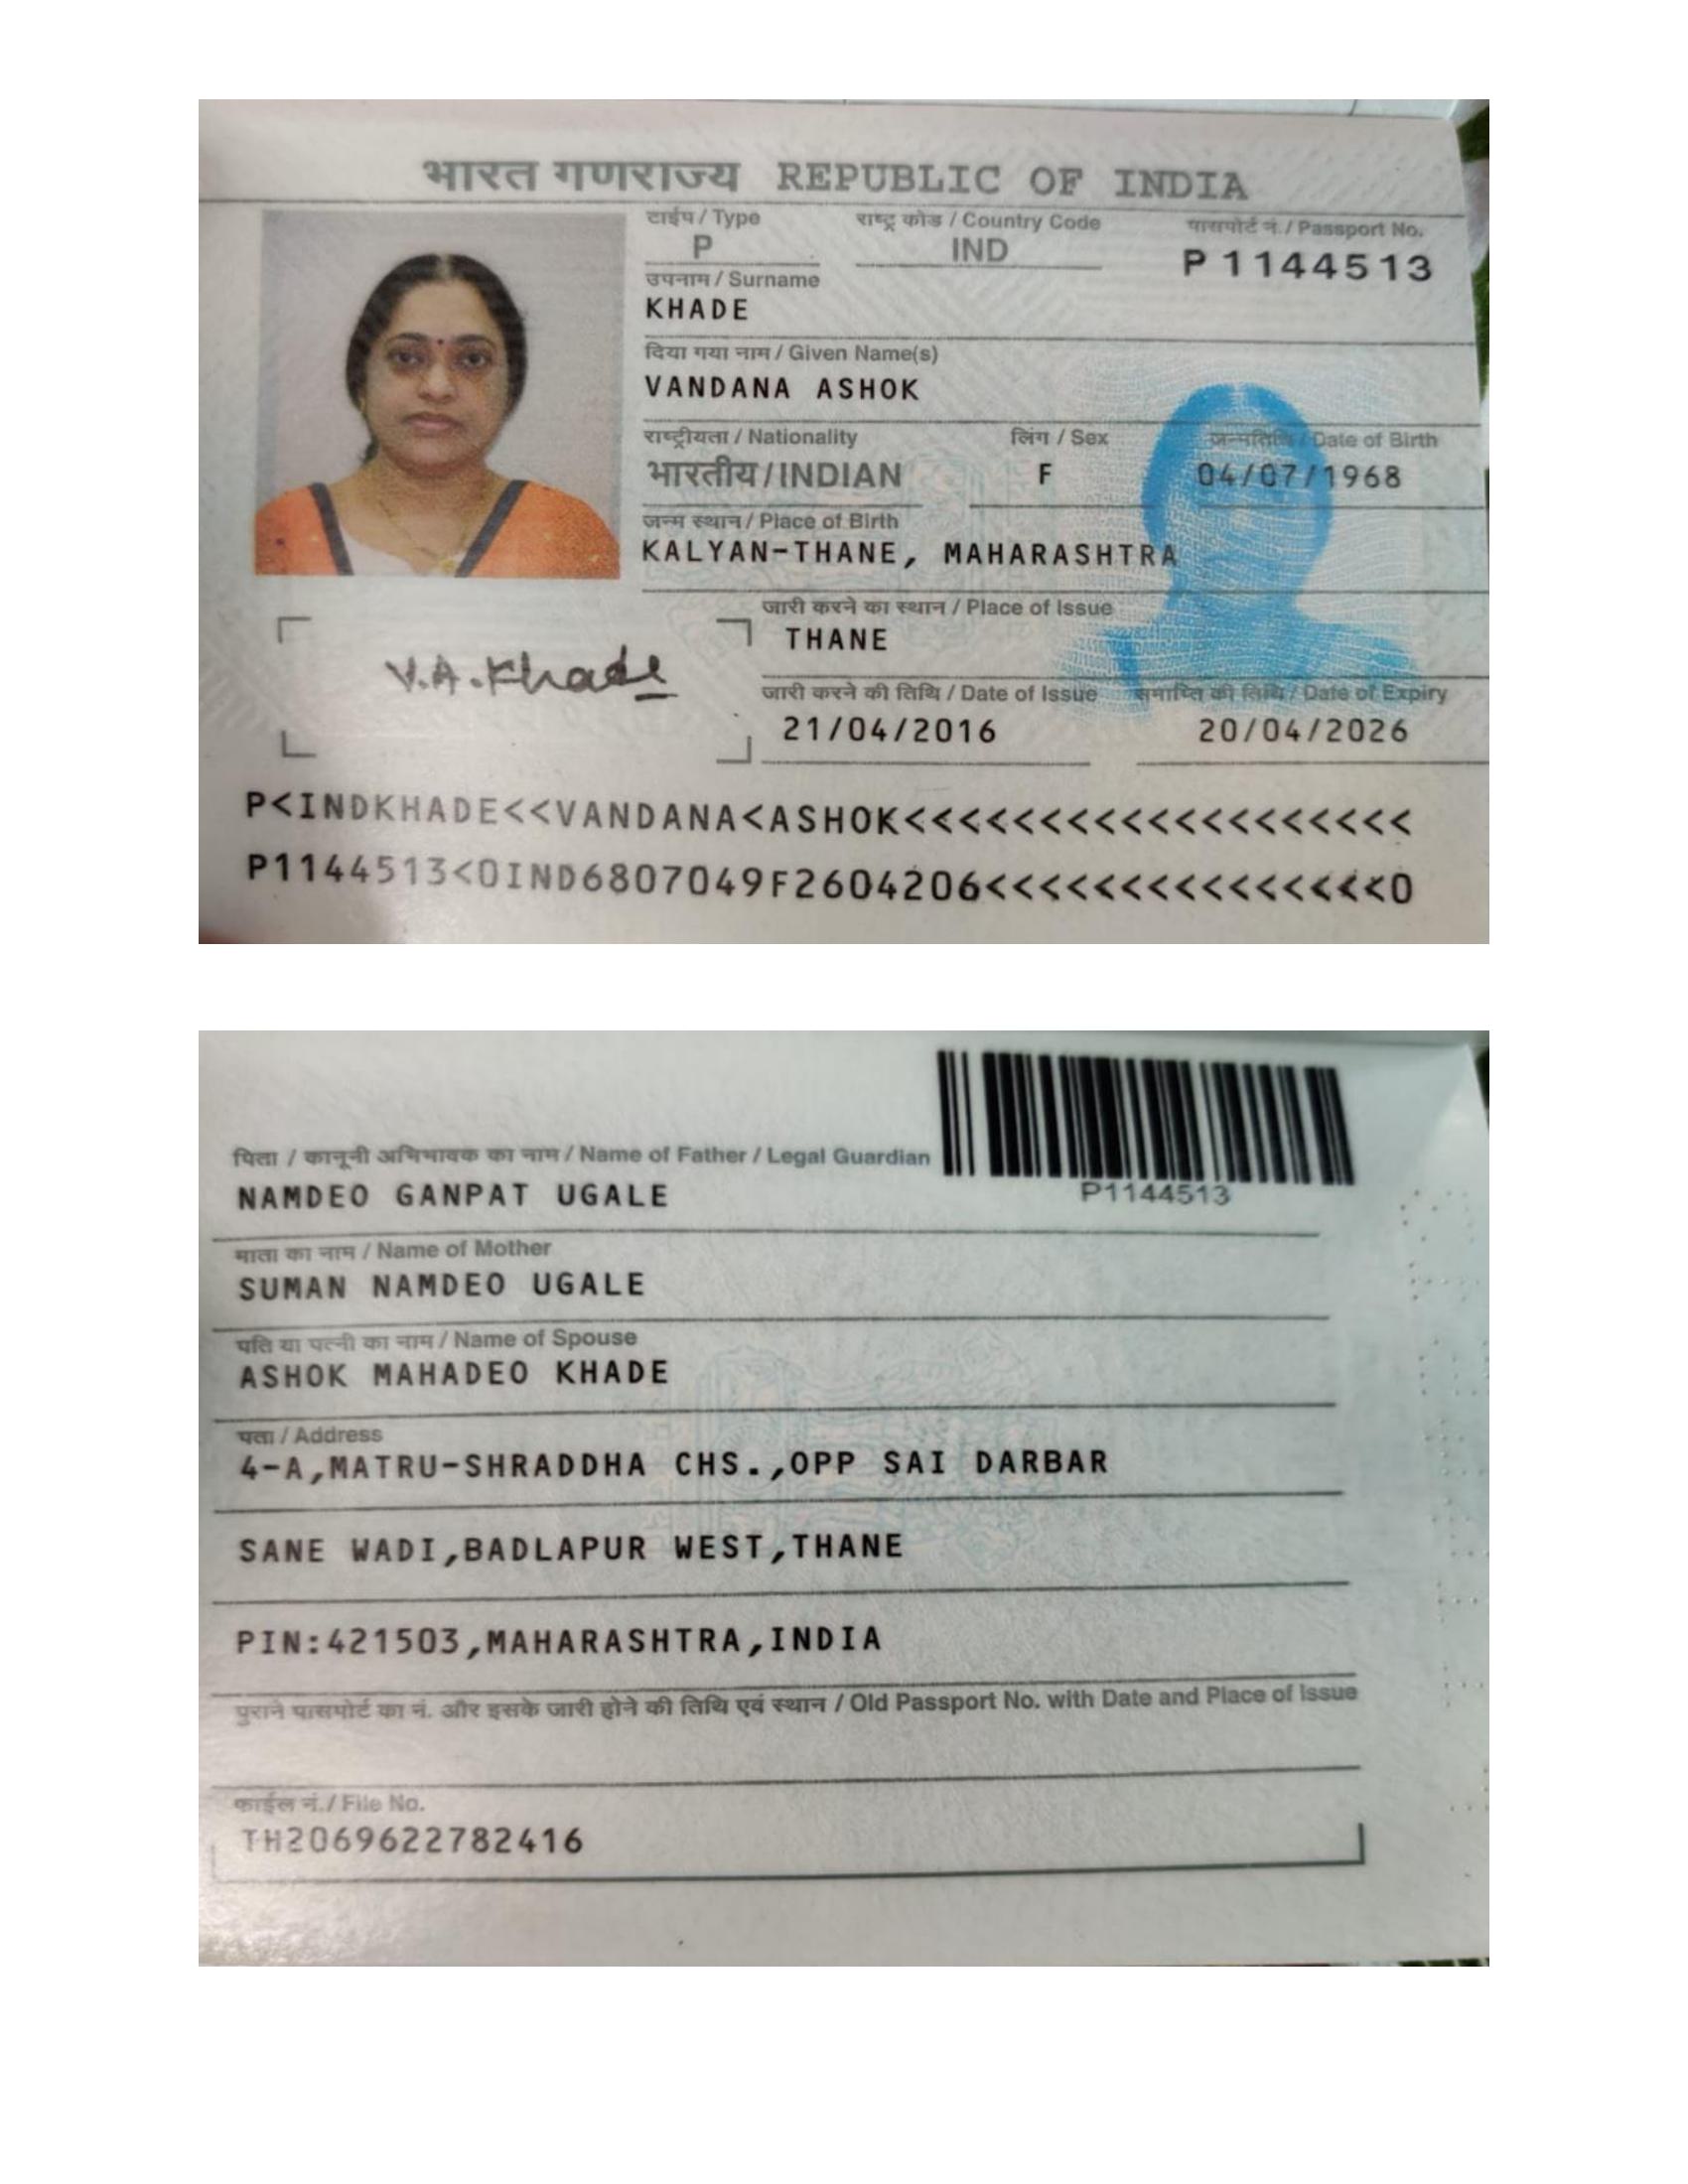 भारत गणराज्य REPUBLIC OF INDIA
टाईप / Type राष्ट्र कोड / Country Code पासपोर्ट नं. / Passport No.
P IND P 1144513
उपनाम / Surname
KHADE
दिया गया नाम / Given Name(s)
VANDANA ASHOK
राष्ट्रीयता / Nationality लिंग / Sex जन्मतिथि / Date of Birth
भारतीय / INDIAN F 04/07/1968
जन्म स्थान / Place of Birth
KALYAN-THANE, MAHARASHTRA
जारी करने का स्थान / Place of Issue
THANE
V.A.Khade
जारी करने की तिथि / Date of Issue समाप्ति की तिथि / Date of Expiry
21/04/2016 20/04/2026
P<INDKHADE<<VANDANA<ASHOK<<<<<<<<<<<<<<<<<<<
P1144513<0IND6807049F2604206<<<<<<<<<<<<<<<0
पिता / कानूनी अभिभावक का नाम / Name of Father / Legal Guardian
NAMDEO GANPAT UGALE
P1144513
माता का नाम / Name of Mother
SUMAN NAMDEO UGALE
पति या पत्नी का नाम / Name of Spouse
ASHOK MAHADEO KHADE
पता / Address
4-A,MATRU-SHRADDHA CHS.,OPP SAI DARBAR
SANE WADI,BADLAPUR WEST,THANE
PIN:421503,MAHARASHTRA,INDIA
पुराने पासपोर्ट का नं. और इसके जारी होने की तिथि एवं स्थान / Old Passport No. with Date and Place of Issue
फाईल नं. / File No.
TH2069622782416